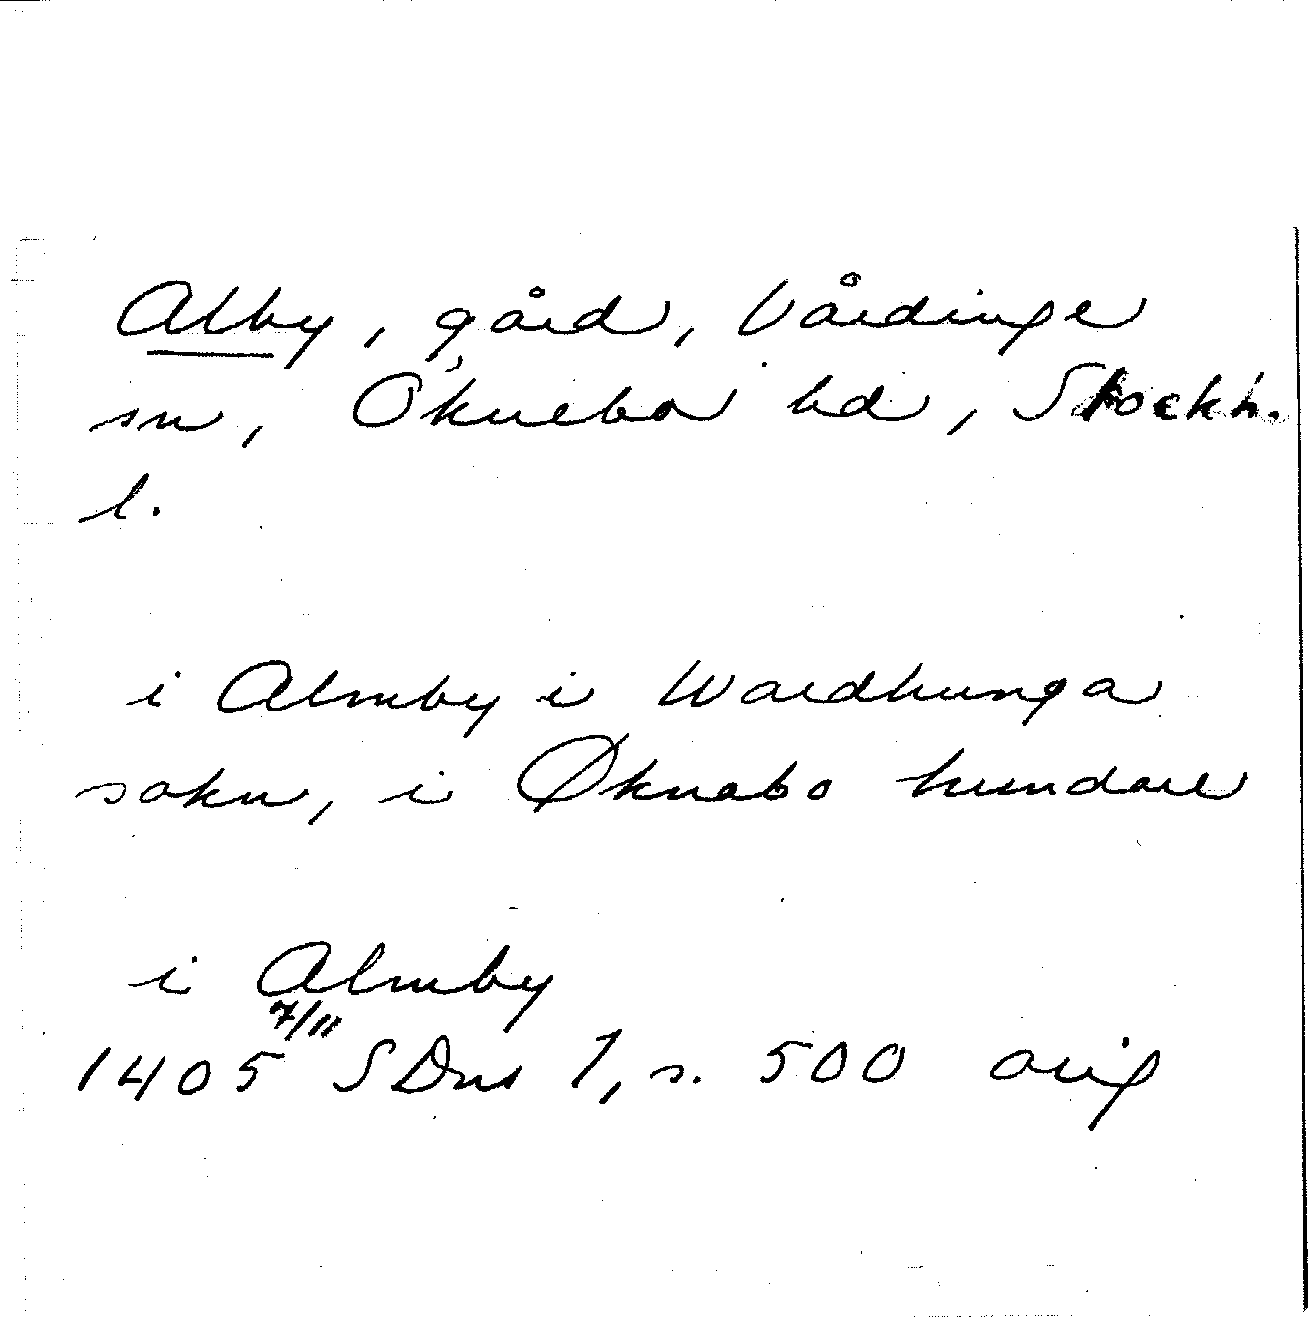 Alby, gård, Vårdinge
sn, Öknebo hd, Stockh.
l.
i Almby i Wardhunga
sokn, i Øknabo hundare
i Almby
1405 7/11 SDns 1, s. 500 orig